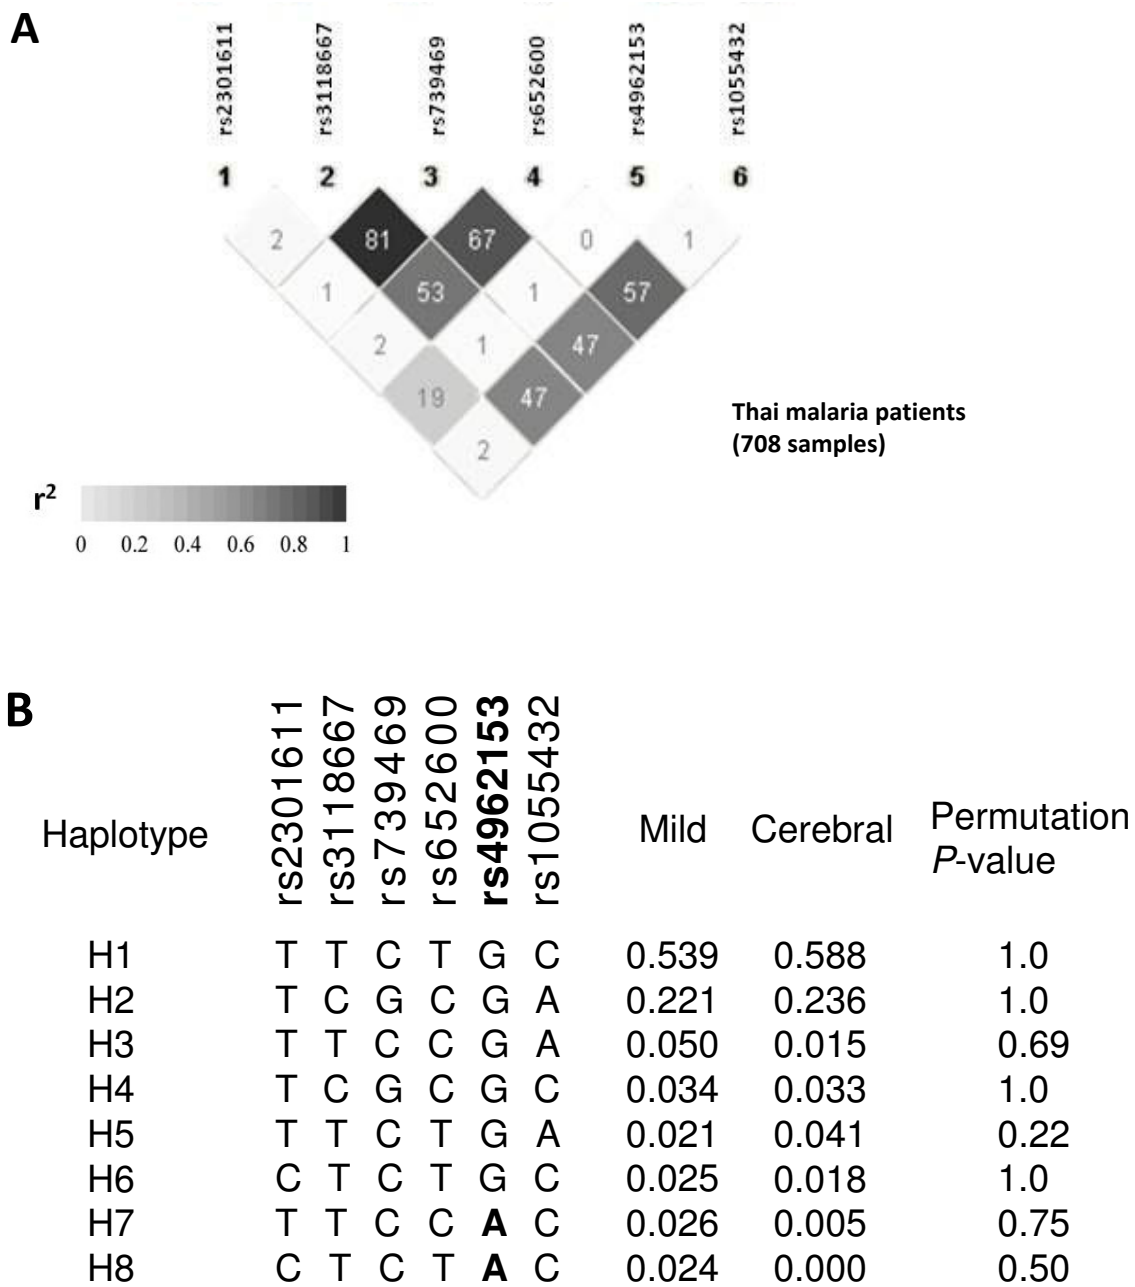 A
rs2301611 rs3118667 rs739469 rs652600 rs4962153 rs1055432
1 2 3 4 5 6
2 81 67 0 1
1 53 1 57
2 1 47
19 47
2
Thai malaria patients
(708 samples)
r²
0 0.2 0.4 0.6 0.8 1
B
Haplotype rs2301611 rs3118667 rs739469 rs652600 rs4962153 rs1055432 Mild Cerebral Permutation
P-value
H1 T T C T G C 0.539 0.588 1.0
H2 T C G C G A 0.221 0.236 1.0
H3 T T C C G A 0.050 0.015 0.69
H4 T C G C G C 0.034 0.033 1.0
H5 T T C T G A 0.021 0.041 0.22
H6 C T C T G C 0.025 0.018 1.0
H7 T T C C A C 0.026 0.005 0.75
H8 C T C T A C 0.024 0.000 0.50